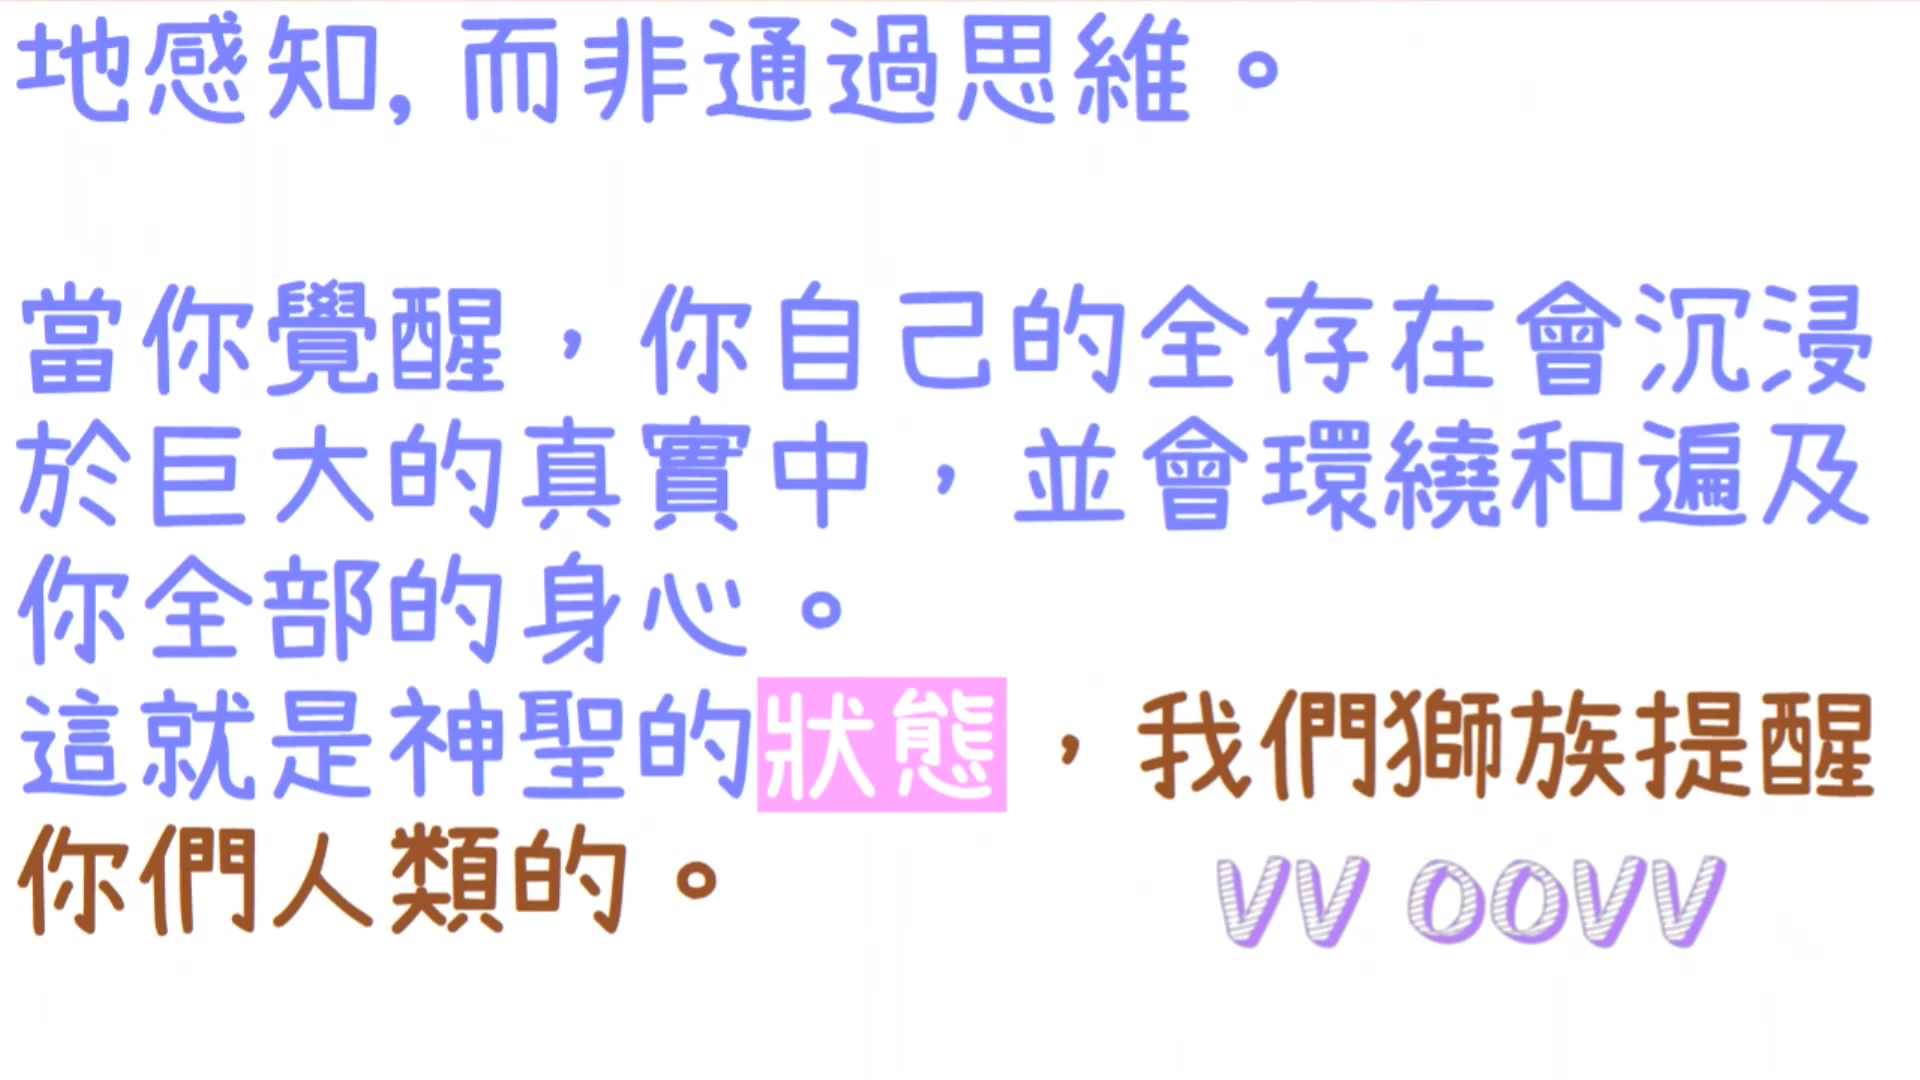 地感知, 而非通過思維。
當你覺醒，你自己的全存在會沉浸
於巨大的真實中，並會環繞和遍及
你全部的身心。
這就是神聖的狀態，我們獅族提醒
你們人類的。
VV OOVV